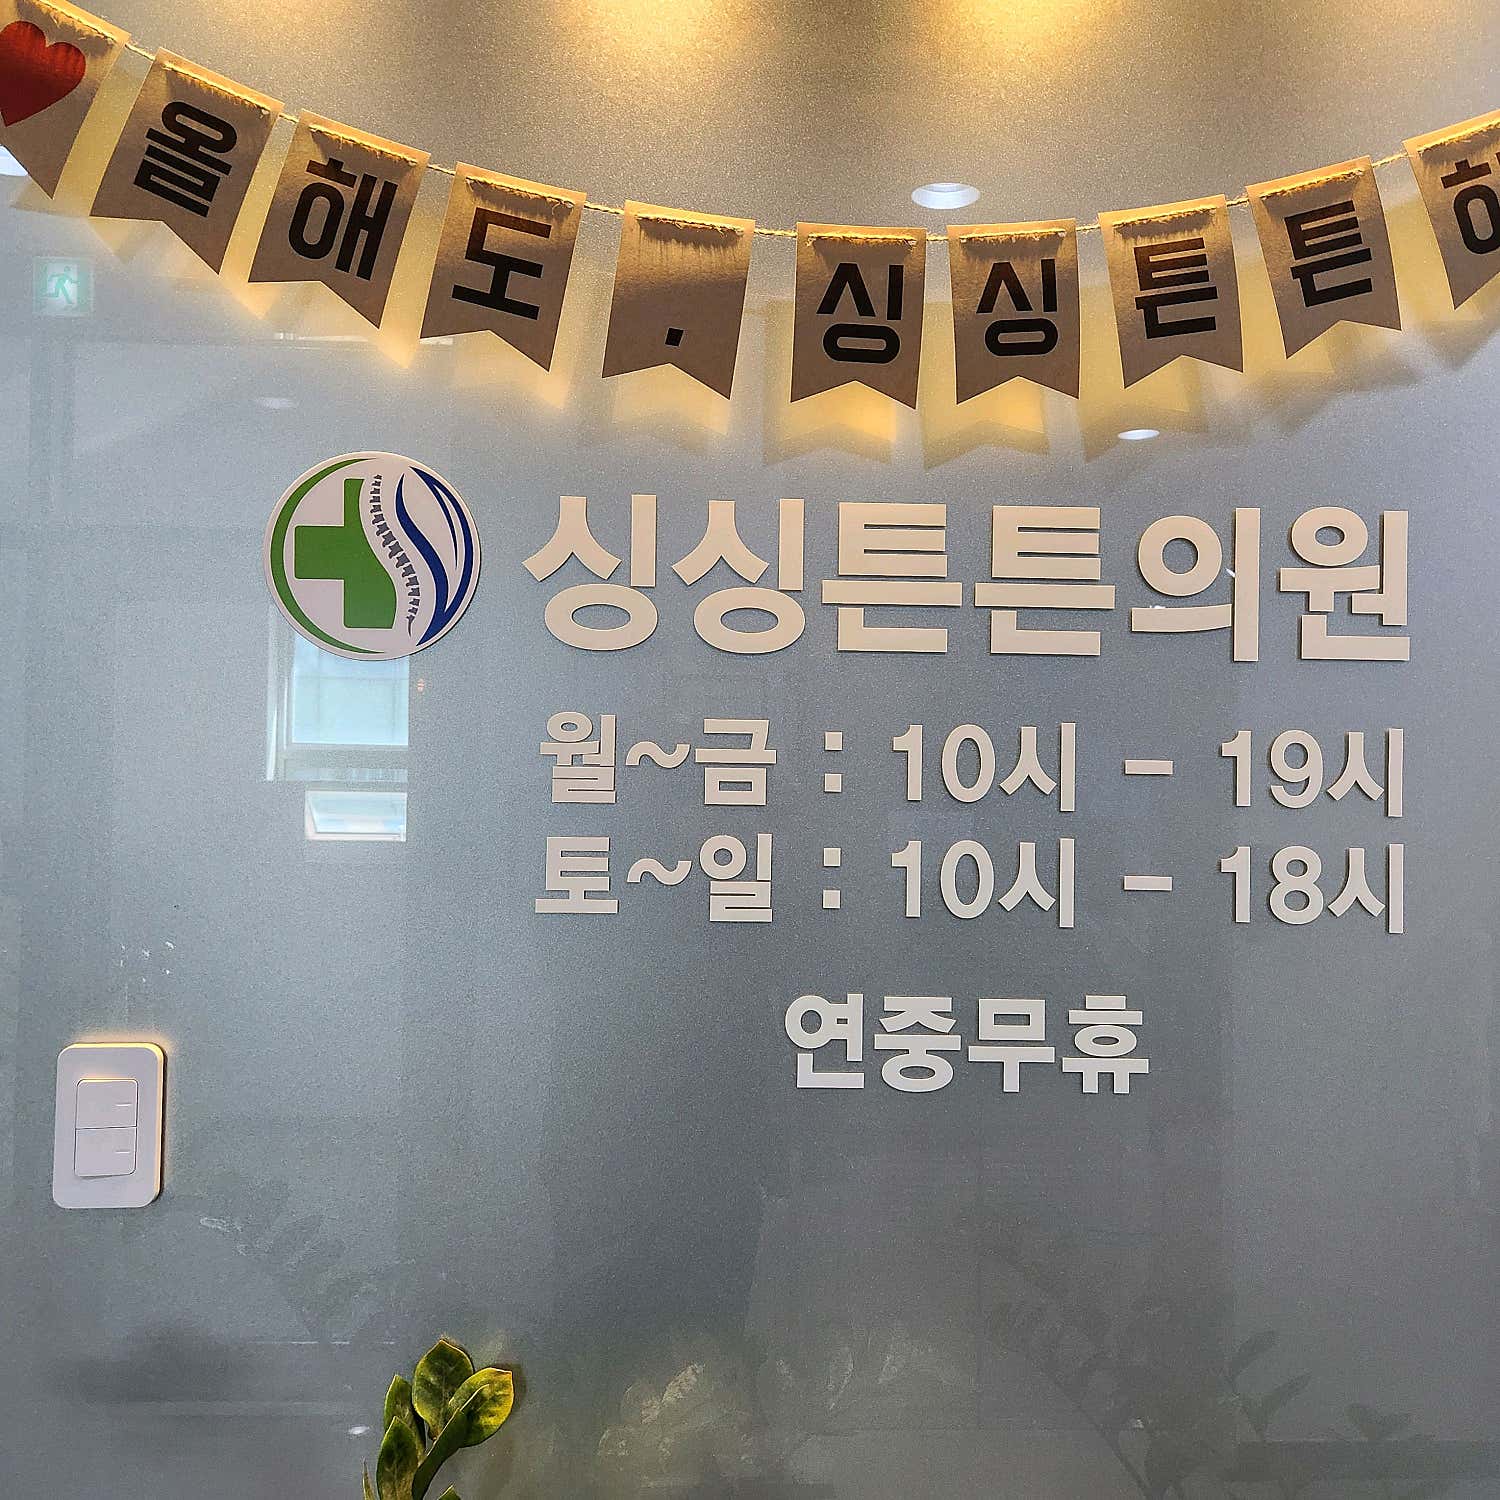 올해도.싱싱튼튼
싱싱튼튼의원
월~금 : 10시 - 19시
토~일 : 10시 - 18시
연중무휴